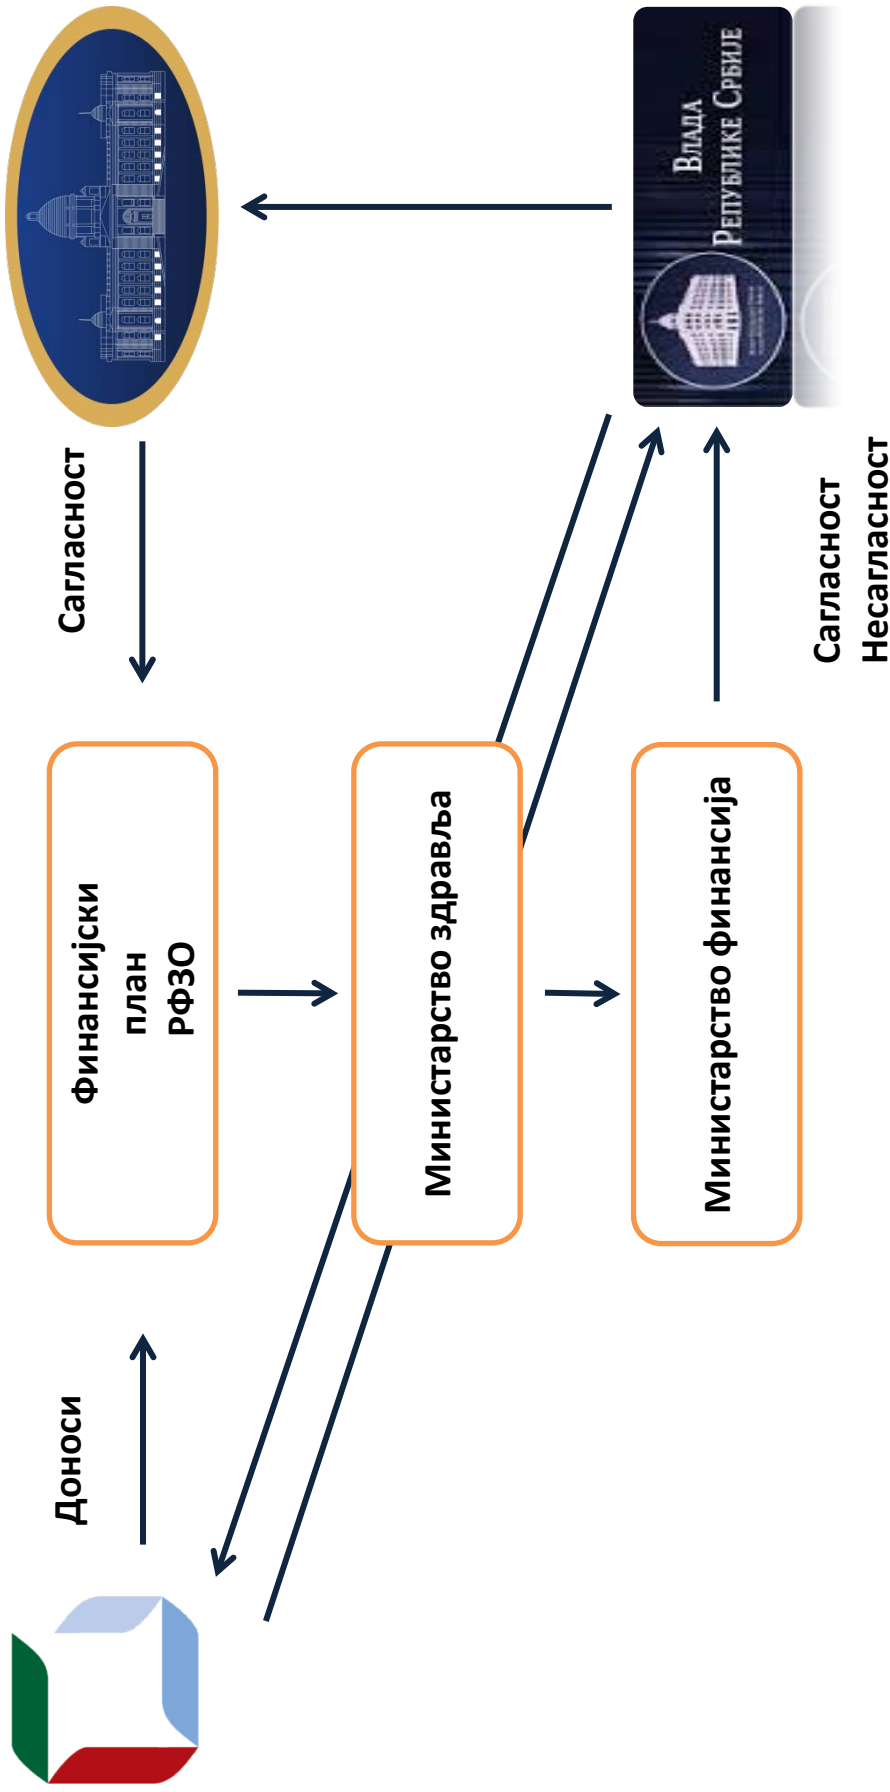 Доноси
Финансијски
план
РФЗО
Сагласност
Министарство здравља
Министарство финансија
Сагласност
Несагласност
Влада
Републике Србије